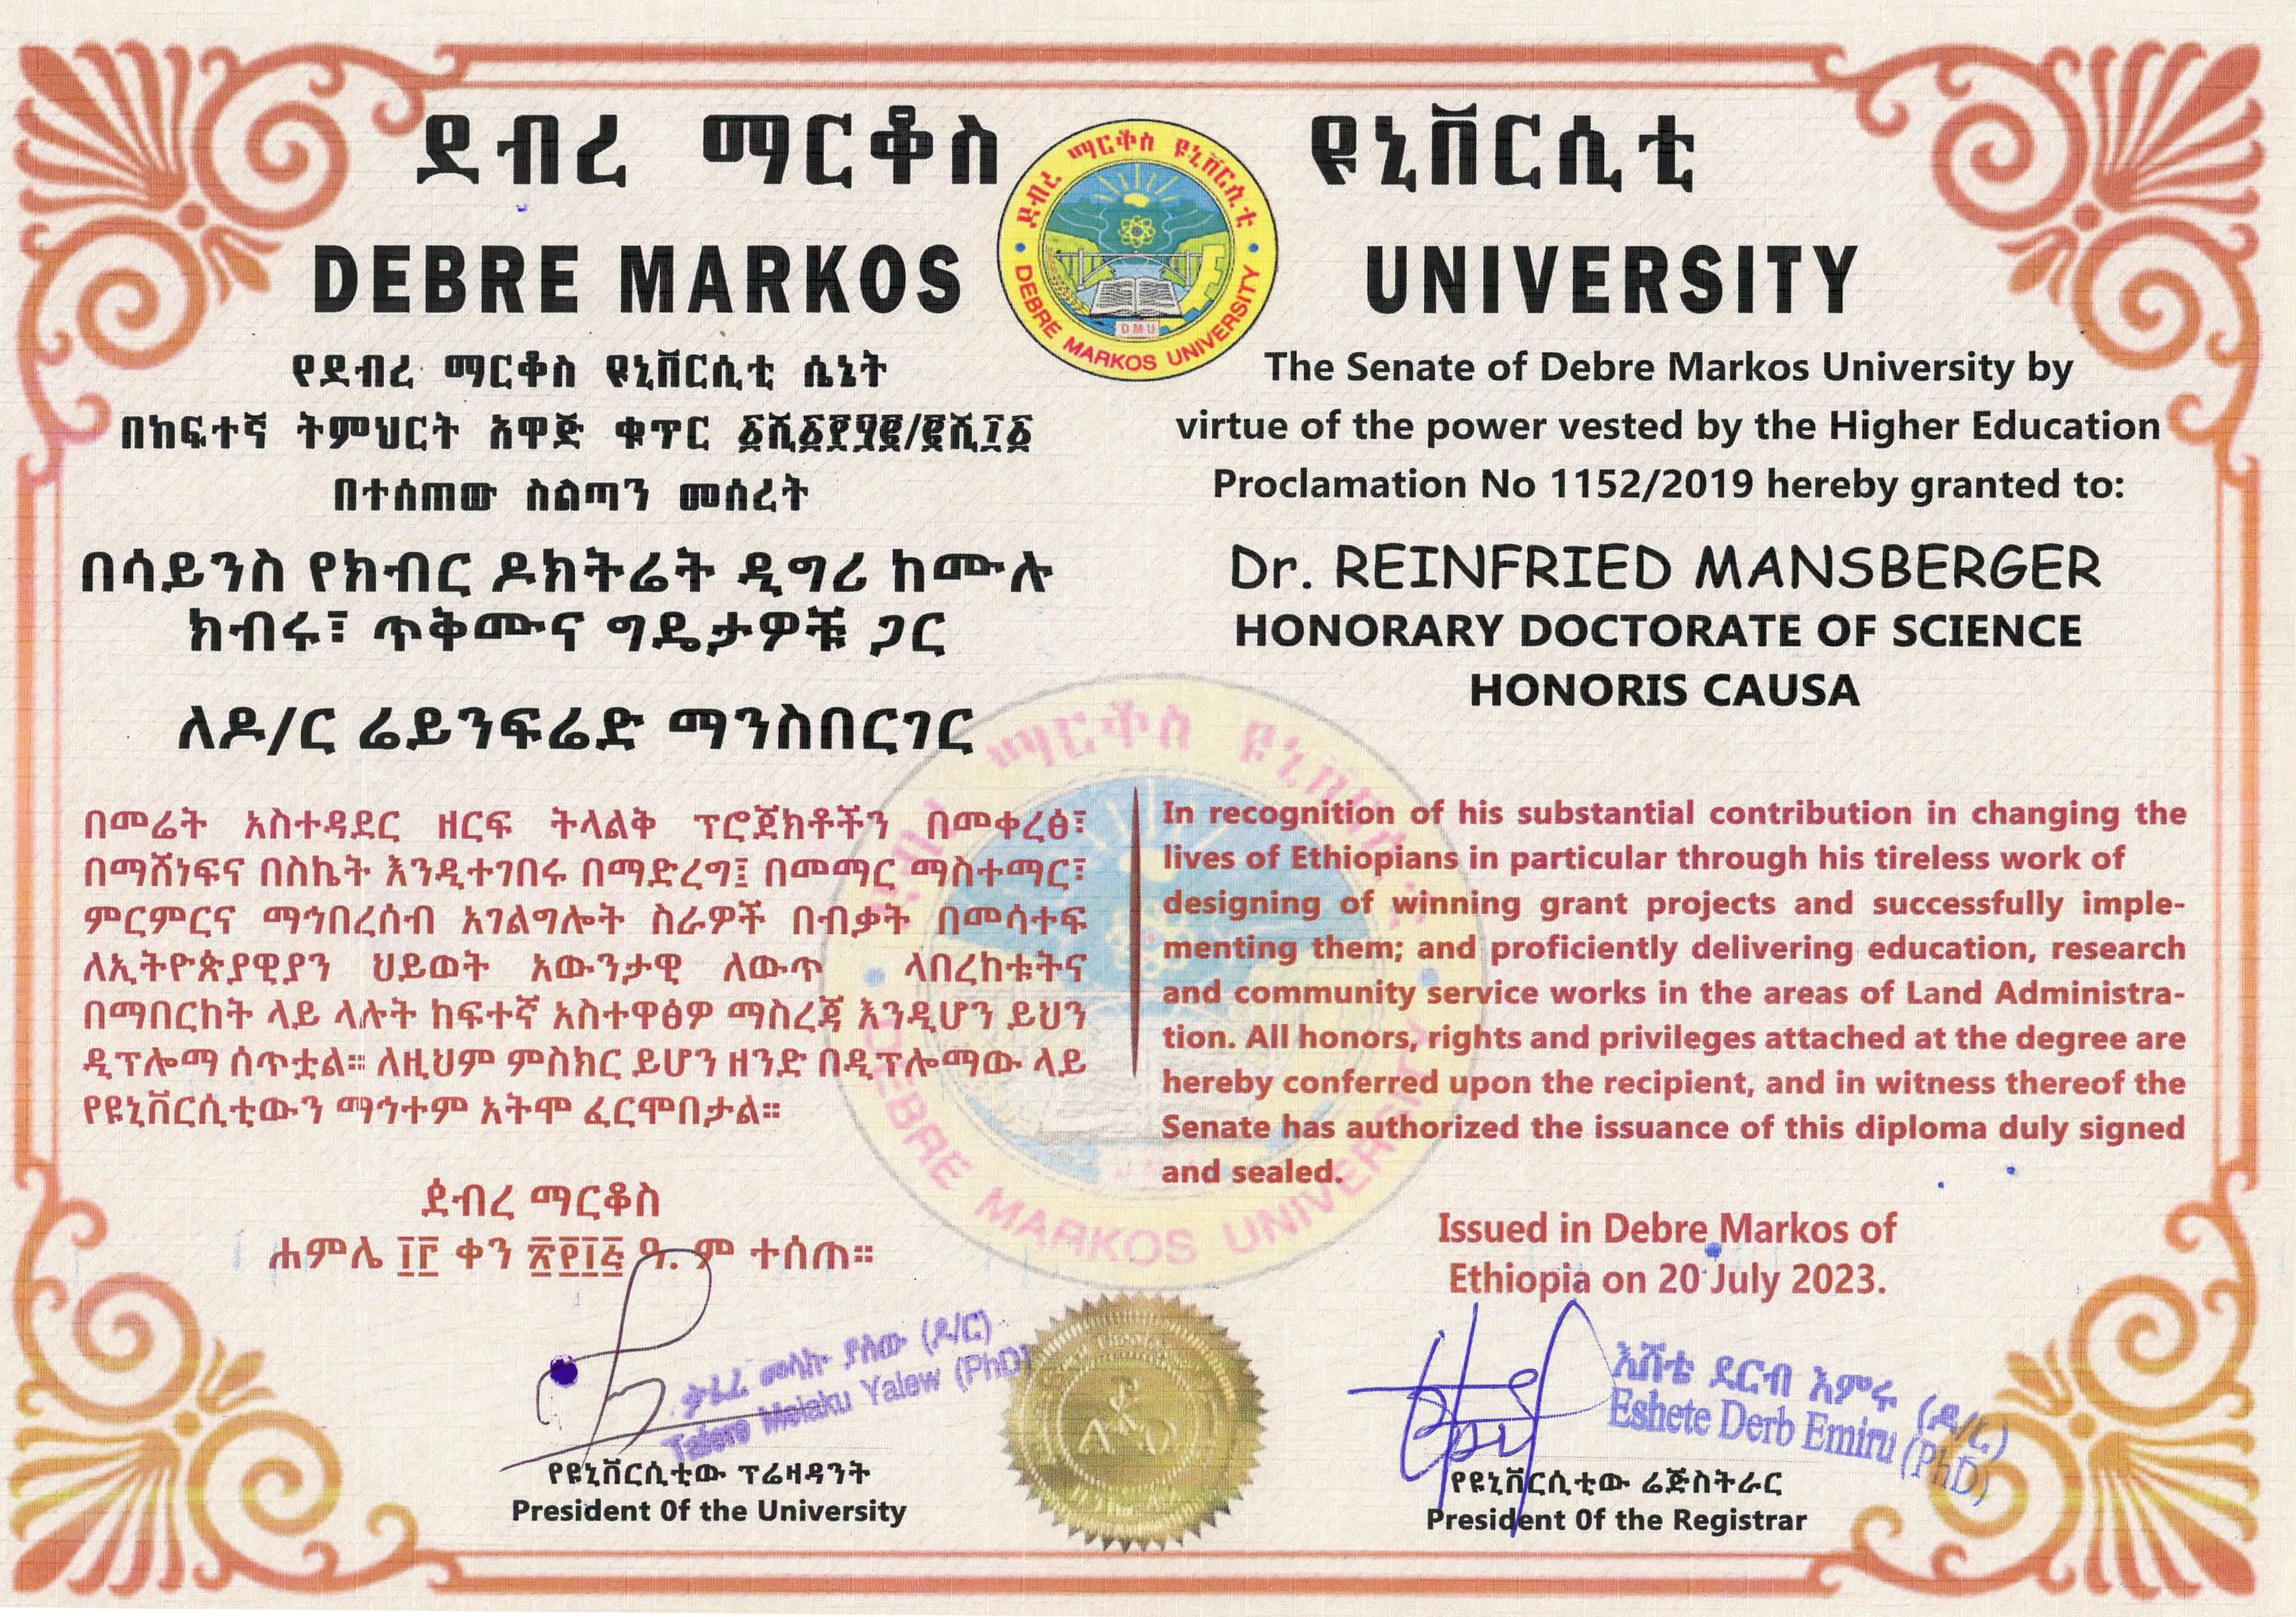 ደብረ ማርቆስ ዩኒቨርሲቲ
DEBRE MARKOS UNIVERSITY
ደብረ ማርቆስ ዩኒቨርሲቲ
DMU
DEBRE MARKOS UNIVERSITY
የደብረ ማርቆስ ዩኒቨርሲቲ ሴኔት
በከፍተኛ ትምህርት አዋጅ ቁጥር
በተሰጠው ስልጣን መሰረት
በሳይንስ የክብር ዶክትሬት ዲግሪ ከሙሉ
ክብሩ፣ ጥቅሙና ግዴታዎቹ ጋር
ለዶ/ር ሬይንፍሬድ ማንስበርገር
በመሬት አስተዳደር ዘርፍ ትላልቅ ፕሮጀክቶችን በመቀረፅ፣
በማሸነፍና በስኬት እንዲተገበሩ በማድረግ፤ በመማር ማስተማር፣
ምርምርና ማኅበረሰብ አገልግሎት ስራዎች በብቃት በመሳተፍ
ለኢትዮጵያዊያን ህይወት አውንታዊ ለውጥ ላበረከቱትና
በማበርከት ላይ ላሉት ከፍተኛ አስተዋፅዎ ማስረጃ እንዲሆን ይህን
ዲፕሎማ ሰጥቷል። ለዚህም ምስክር ይሆን ዘንድ በዲፕሎማው ላይ
የዩኒቨርሲቲውን ማኅተም አትሞ ፈርሞበታል።
ደብረ ማርቆስ
ሐምሌ ፲፫ ቀን ፳፻፲፭ ዓ. ም ተሰጠ።
Melaku Yalew (PhD)
የዩኒቨርሲቲው ፕሬዛዳንት
President Of the University
The Senate of Debre Markos University by
virtue of the power vested by the Higher Education
Proclamation No 1152/2019 hereby granted to:
Dr. REINFRIED MANSBERGER
HONORARY DOCTORATE OF SCIENCE
HONORIS CAUSA
In recognition of his substantial contribution in changing the
lives of Ethiopians in particular through his tireless work of
designing of winning grant projects and successfully imple-
menting them; and proficiently delivering education, research
and community service works in the areas of Land Administra-
tion. All honors, rights and privileges attached at the degree are
hereby conferred upon the recipient, and in witness thereof the
Senate has authorized the issuance of this diploma duly signed
and sealed.
Issued in Debre Markos of
Ethiopia on 20 July 2023.
እሸቴ ደርብ እምሩ (ዶ/ር)
Eshete Derb Emiru (PhD)
የዩኒቨርሲቲው ሬጅስትራር
President Of the Registrar